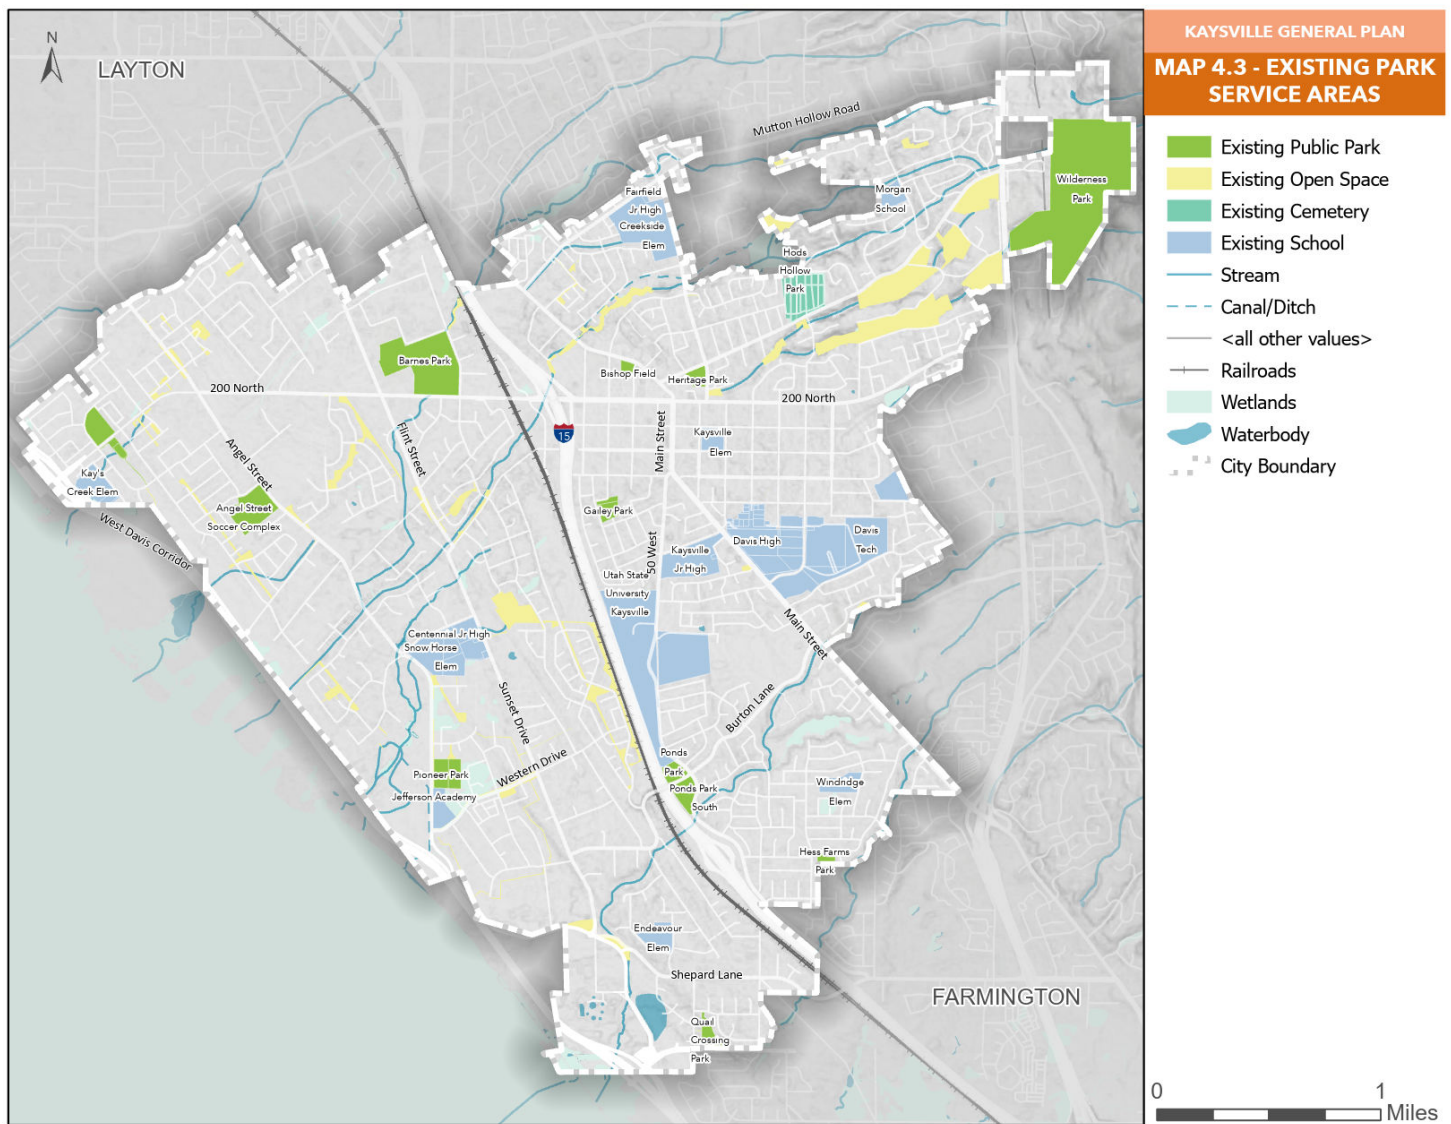 KAYSVILLE GENERAL PLAN
MAP 4.3 - EXISTING PARK
SERVICE AREAS
Existing Public Park
Existing Open Space
Existing Cemetery
Existing School
Stream
Canal/Ditch
<all other values>
Railroads
Wetlands
Waterbody
City Boundary
0
1
Miles
N
LAYTON
Mutton Hollow Road
Wilderness
Park
Morgan
School
Fairfield
Jr High
Creekside
Elem
Hods
Hollow
Park
Barnes Park
Bishop Field
Heritage Park
200 North
200 North
15
Main Street
Flint Street
Angel Street
Kaysville
Elem
Kay's
Creek Elem
Angel Street
Soccer Complex
Gailey Park
West Davis Corridor
50 West
Davis High
Davis
Tech
Kaysville
Jr High
Utah State
University
Kaysville
Main Street
Centennial Jr High
Snow Horse
Elem
Sunset Drive
Burton Lane
Western Drive
Pioneer Park
Jefferson Academy
Ponds
Park
Ponds Park
South
Windridge
Elem
Hess Farms
Park
Endeavour
Elem
Shepard Lane
FARMINGTON
Quail
Crossing
Park